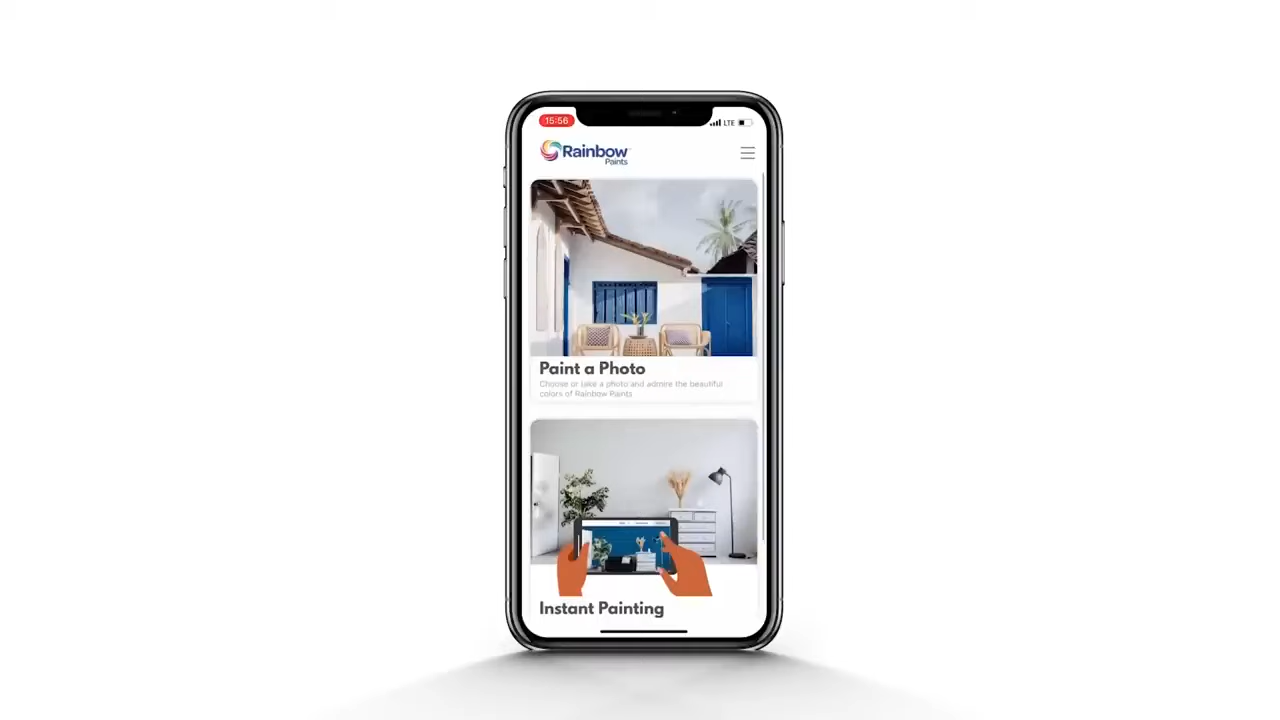 15:56
LTE
Rainbow
Paints
Paint a Photo
Choose or take a photo and admire the beautiful
colors of Rainbow Paints
Instant Painting